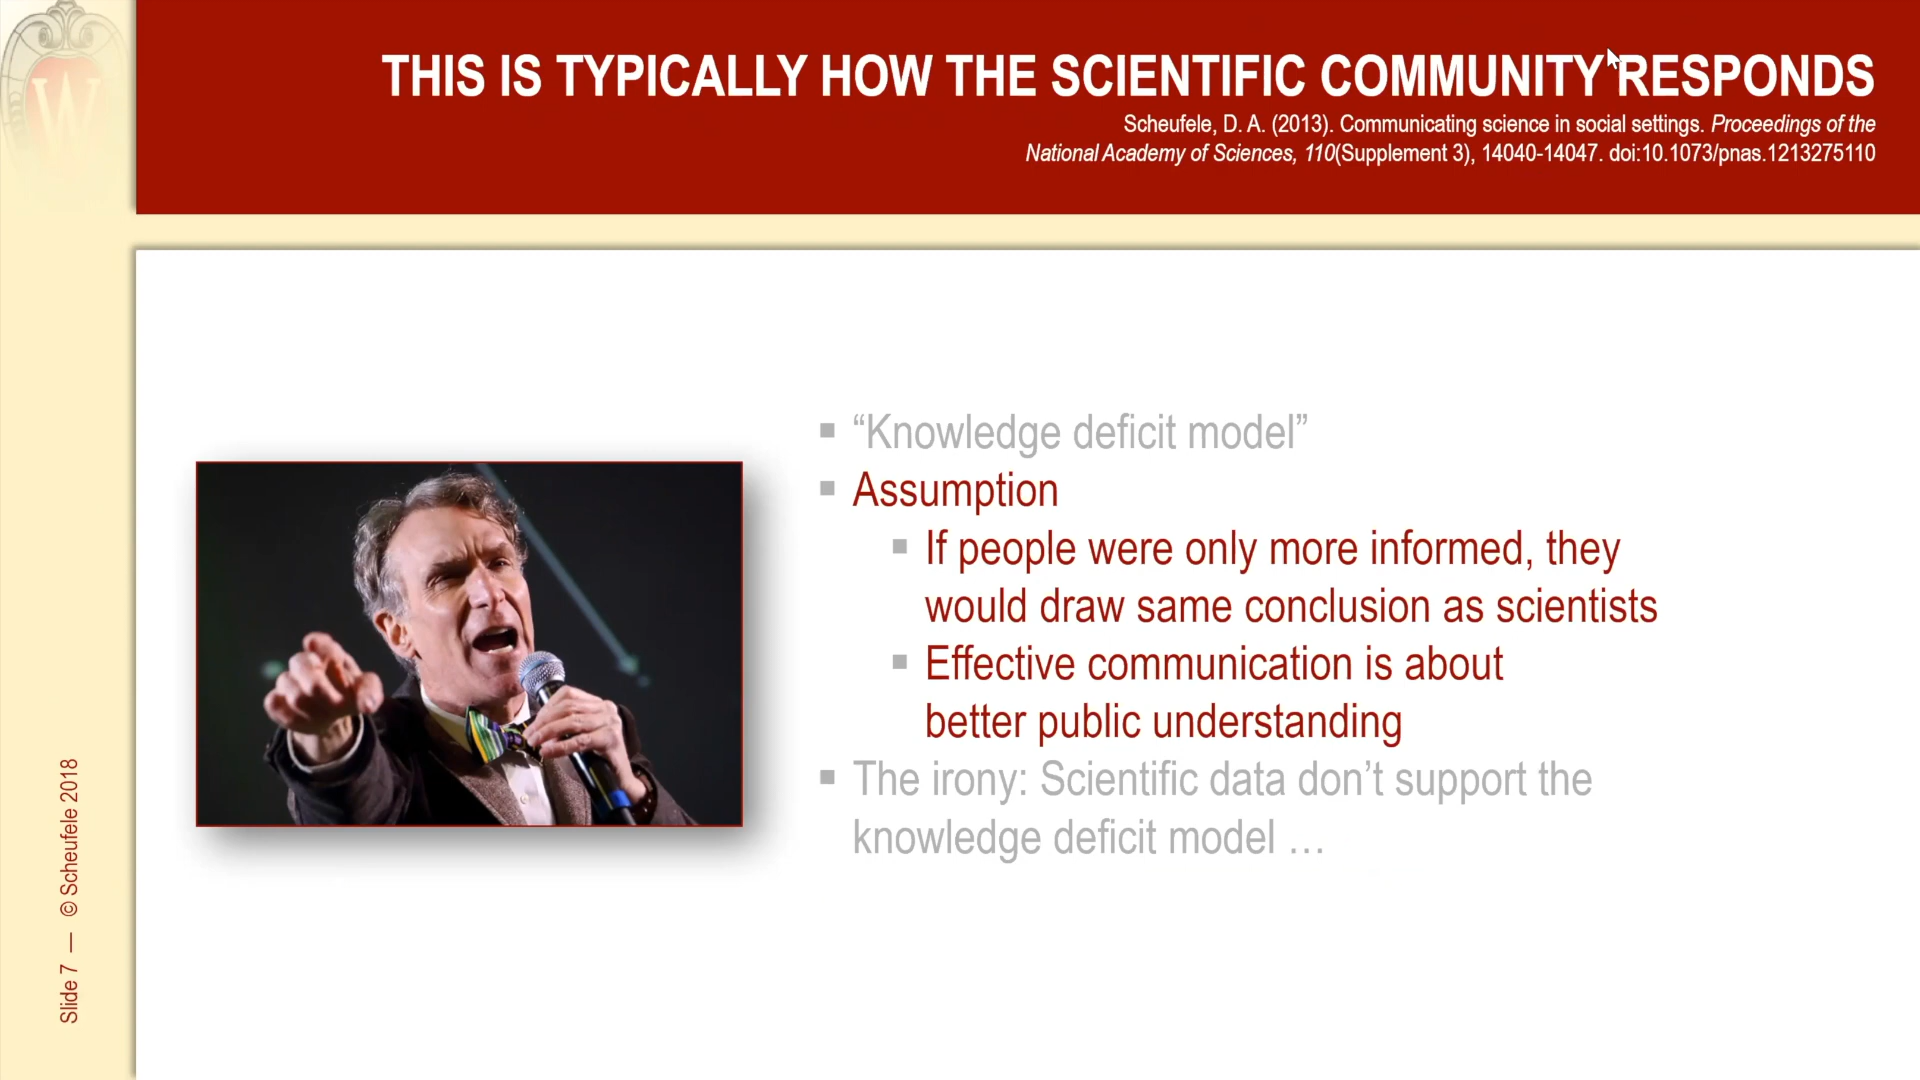 W
THIS IS TYPICALLY HOW THE SCIENTIFIC COMMUNITY RESPONDS
Scheufele, D. A. (2013). Communicating science in social settings. Proceedings of the
National Academy of Sciences, 110(Supplement 3), 14040-14047. doi:10.1073/pnas.1213275110
“Knowledge deficit model”
Assumption
If people were only more informed, they
would draw same conclusion as scientists
Effective communication is about
better public understanding
The irony: Scientific data don’t support the
knowledge deficit model …
Slide 7 — © Scheufele 2018